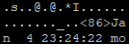 .s..@.@.*I......
........_..<86>Ja
n  4 23:24:22 mo